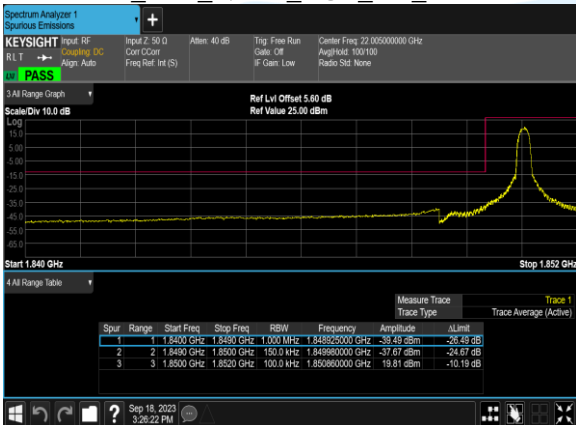 Spectrum Analyzer 1
Spurious Emissions
+
KEYSIGHT Input: RF Input Z: 50 Ω Atten: 40 dB Trig: Free Run Center Freq: 22.005000000 GHz
RLT Coupling: DC Corr CCorr Gate: Off Avg|Hold: 100/100
Align: Auto Freq Ref: Int (S) IF Gain: Low Radio Std: None
LW PASS
3 All Range Graph
Ref Lvl Offset 5.60 dB
Scale/Div 10.0 dB Ref Value 25.00 dBm
Log
15.0
5.00
-5.00
-15.0
-25.0
-35.0
-45.0
-55.0
-65.0
Start 1.840 GHz Stop 1.852 GHz
4 All Range Table
Measure Trace Trace 1
Trace Type Trace Average (Active)
Spur Range Start Freq Stop Freq RBW Frequency Amplitude ΔLimit
1 1 1.8400 GHz 1.8490 GHz 1.000 MHz 1.848925000 GHz -39.49 dBm -26.49 dB
2 2 1.8490 GHz 1.8500 GHz 150.0 kHz 1.849980000 GHz -37.67 dBm -24.67 dB
3 3 1.8500 GHz 1.8520 GHz 100.0 kHz 1.850860000 GHz 19.81 dBm -10.19 dB
?
Sep 18, 2023
3:26:22 PM